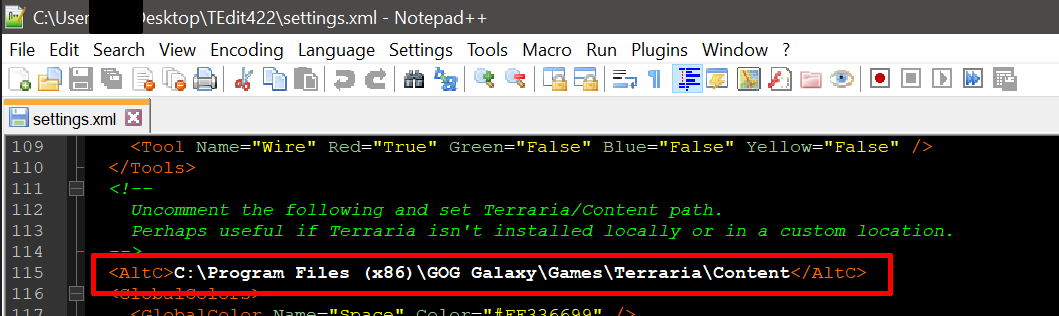 C:\User Desktop\TEdit422\settings.xml - Notepad++
File Edit Search View Encoding Language Settings Tools Macro Run Plugins Window ?
settings.xml
109 <Tool Name="Wire" Red="True" Green="False" Blue="False" Yellow="False" />
110 </Tools>
111 <!--
112 Uncomment the following and set Terraria/Content path.
113 Perhaps useful if Terraria isn't installed locally or in a custom location.
114 -->
115 <AltC>C:\Program Files (x86)\GOG Galaxy\Games\Terraria\Content</AltC>
116 <GlobalColors>
117 <GlobalColor Name="Space" Color="#FF336699" />